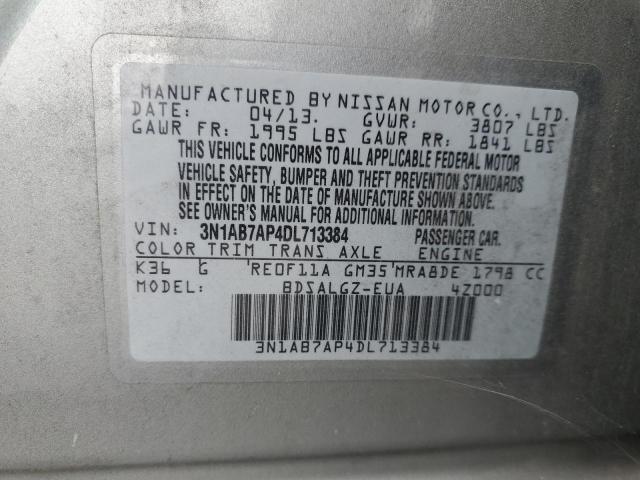 MANUFACTURED BY NISSAN MOTOR CO., LTD.
DATE: 04/13. GVWR: 3807 LBS
GAWR FR: 1995 LBS GAWR RR: 1841 LBS
THIS VEHICLE CONFORMS TO ALL APPLICABLE FEDERAL MOTOR
VEHICLE SAFETY, BUMPER AND THEFT PREVENTION STANDARDS
IN EFFECT ON THE DATE OF MANUFACTURE SHOWN ABOVE.
SEE OWNER'S MANUAL FOR ADDITIONAL INFORMATION.
VIN: 3N1AB7AP4DL713384 PASSENGER CAR.
COLOR TRIM TRANS AXLE ENGINE
K36 G RE0F11A GM35 MRA8DE 1798 CC
MODEL: BDSALGZ-EUA 4Z000
3N1AB7AP4DL713384